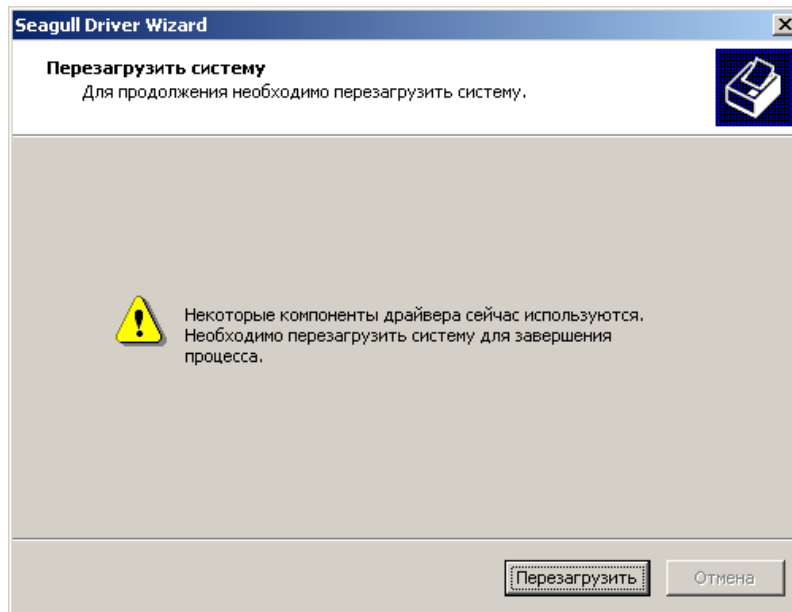 Seagull Driver Wizard
Перезагрузить систему
Для продолжения необходимо перезагрузить систему.
Некоторые компоненты драйвера сейчас используются.
Необходимо перезагрузить систему для завершения
процесса.
Перезагрузить
Отмена